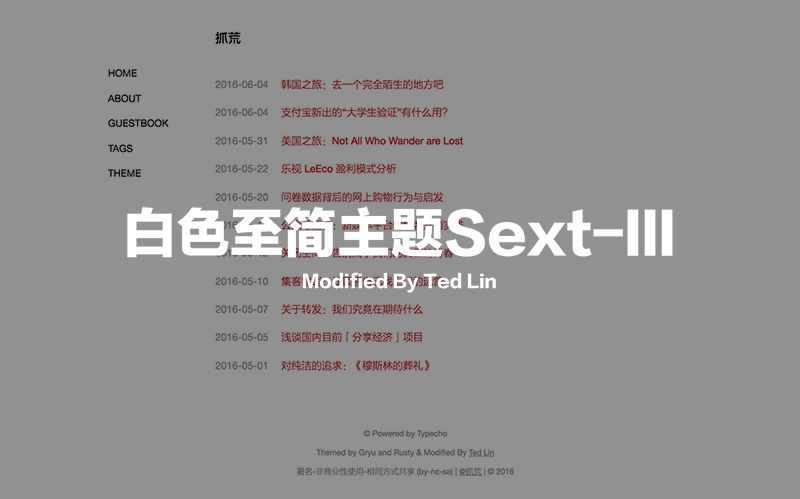 抓荒
HOME
ABOUT
GUESTBOOK
TAGS
THEME
2016-06-04 韩国之旅：去一个完全陌生的地方吧
2016-06-04 支付宝新出的“大学生验证”有什么用？
2016-05-31 美国之旅：Not All Who Wander are Lost
2016-05-22 乐视 LeEco 盈利模式分析
2016-05-20 问卷数据背后的网上购物行为与启发
白色至简主题Sext-III
Modified By Ted Lin
2016-05-10 集客
2016-05-07 关于转发：我们究竟在期待什么
2016-05-05 浅谈国内目前「分享经济」项目
2016-05-01 对纯洁的追求：《穆斯林的葬礼》
© Powered by Typecho
Themed by Gryu and Rusty & Modified By Ted Lin
署名-非商业性使用-相同方式共享 (by-nc-sa) | @抓荒 | © 2016